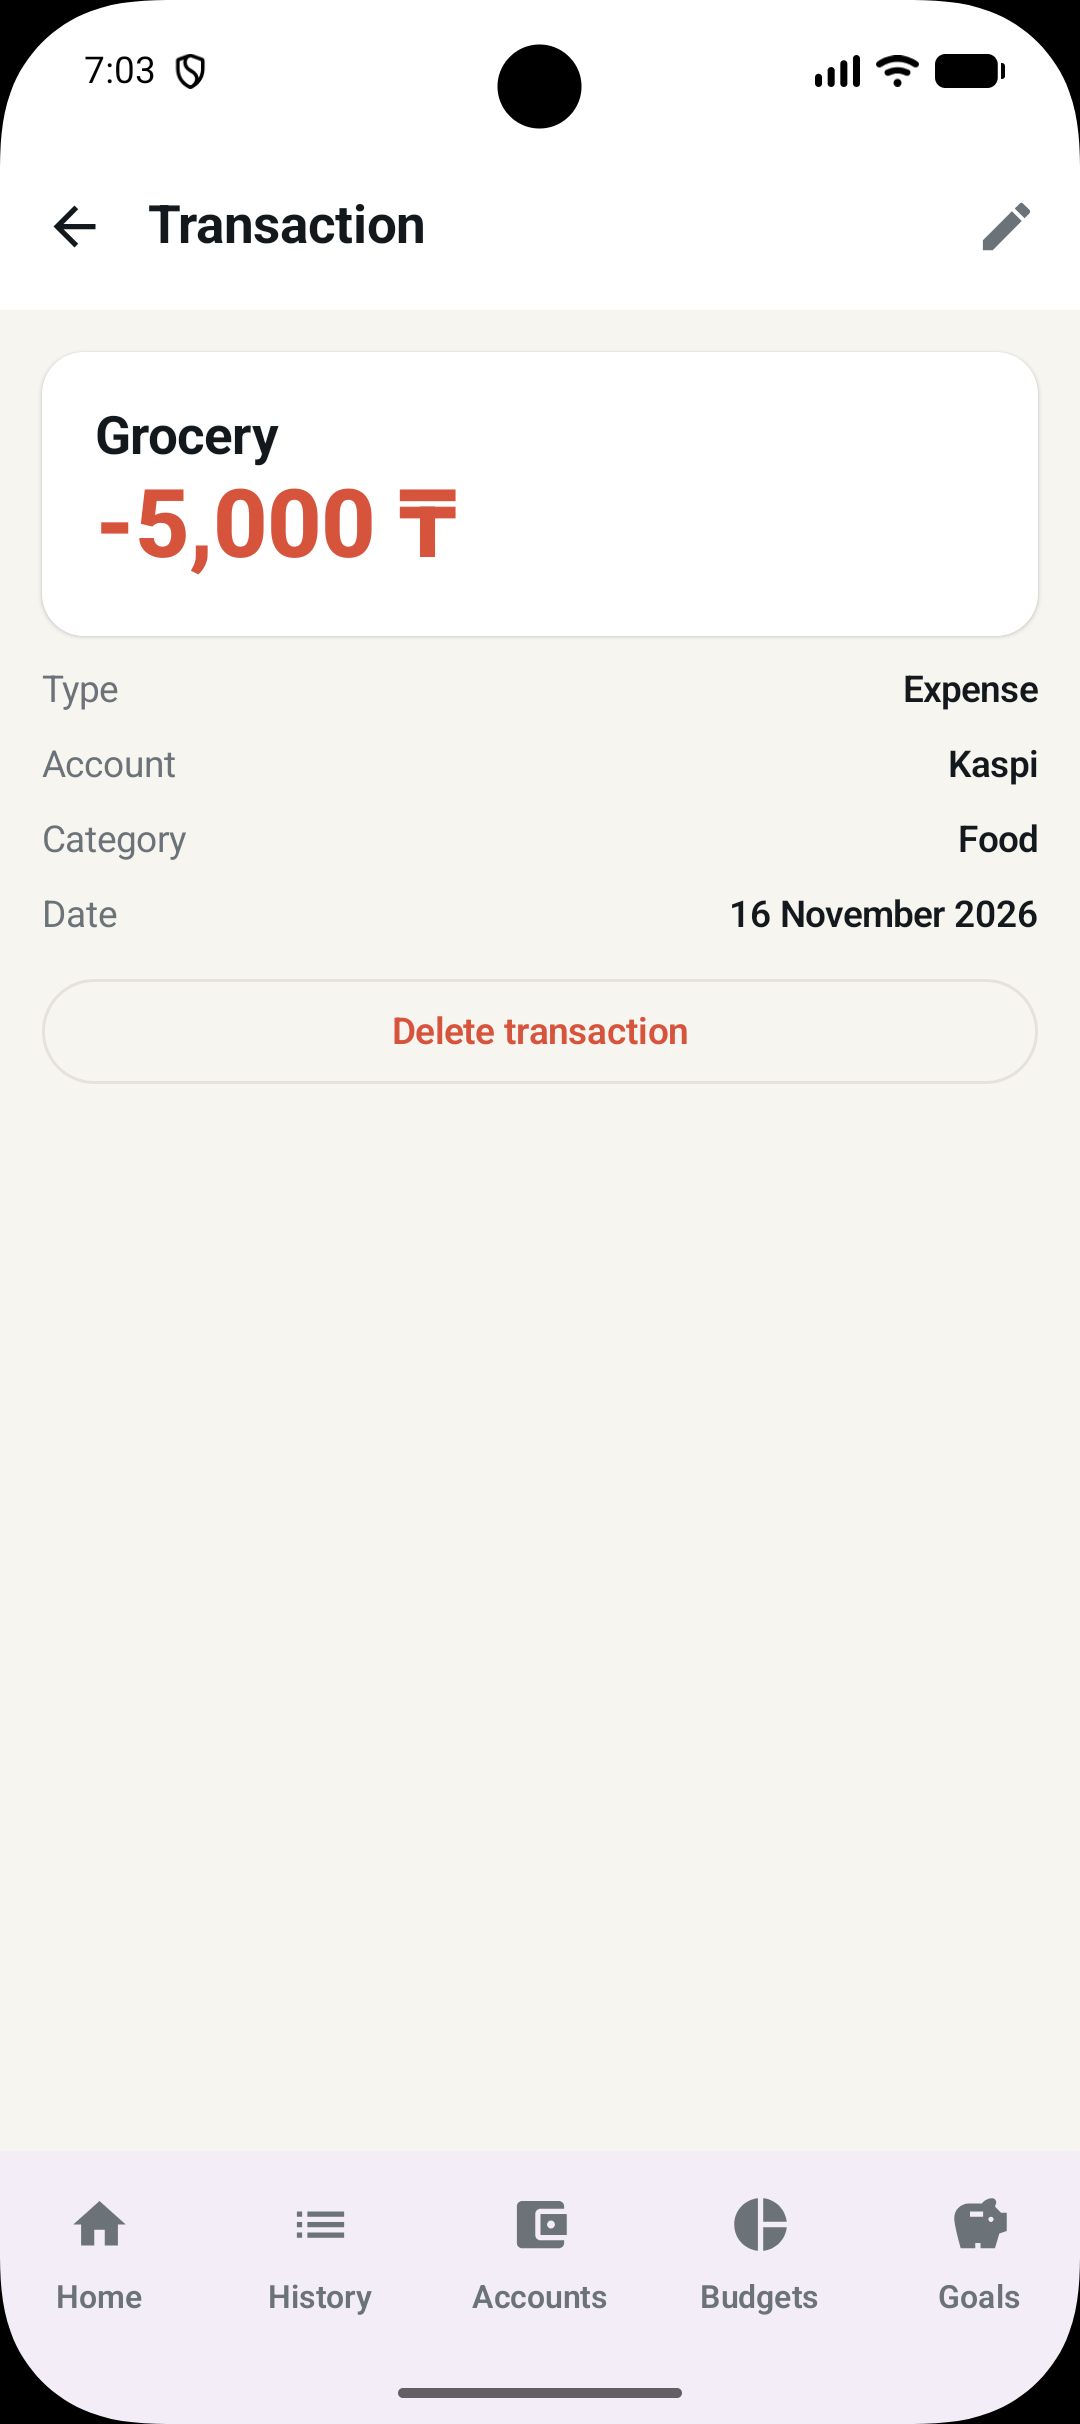 7:03
Transaction
Grocery
-5,000 ₸
Type Expense
Account Kaspi
Category Food
Date 16 November 2026
Delete transaction
Home History Accounts Budgets Goals